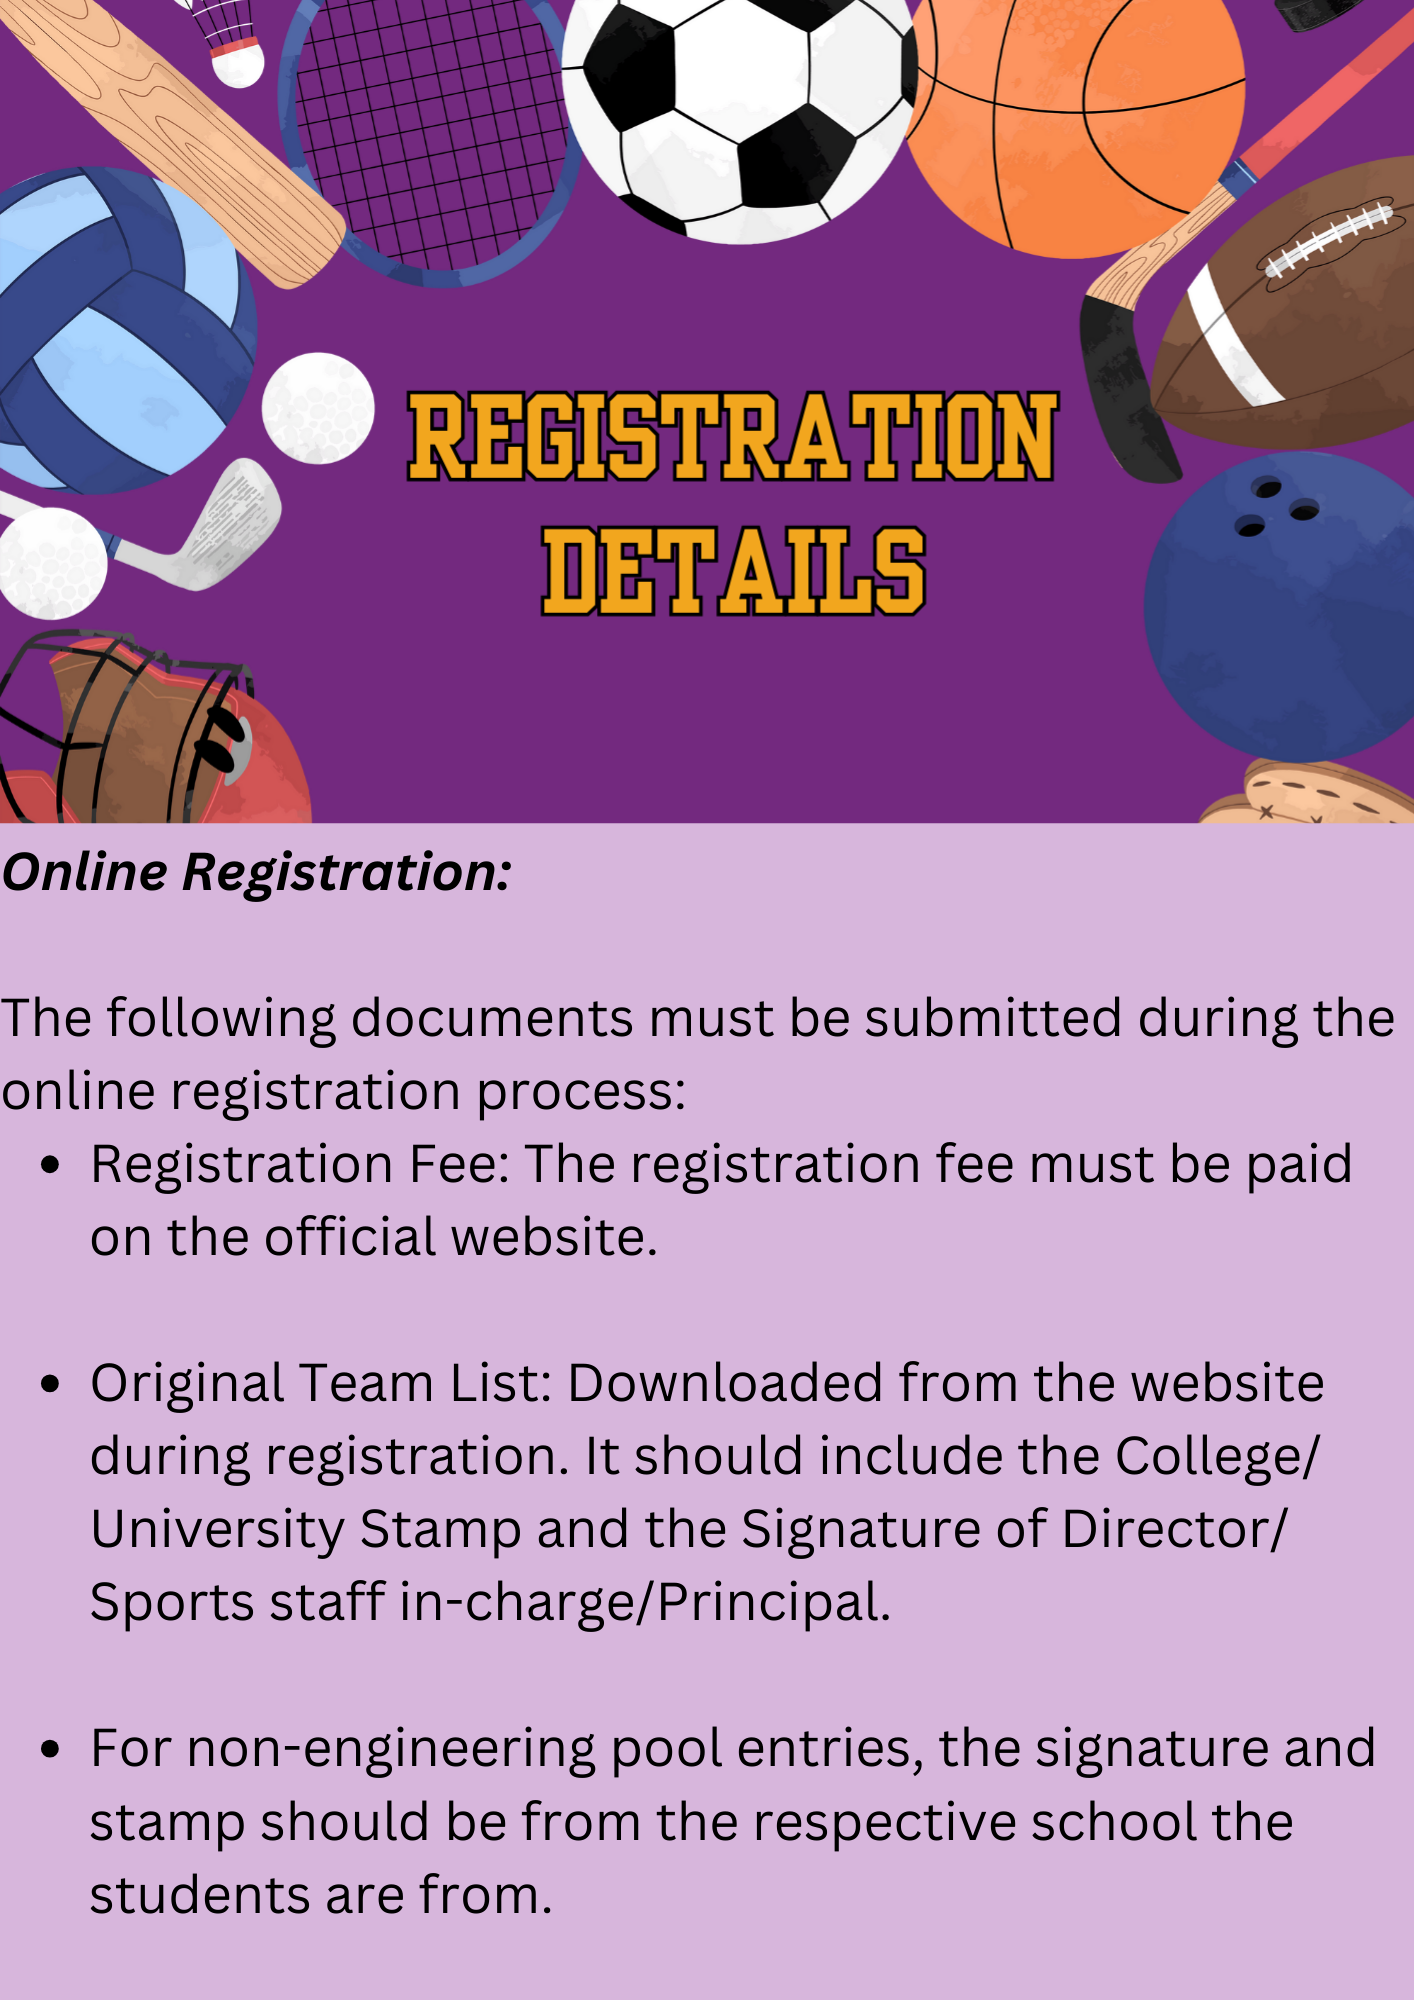 REGISTRATION
DETAILS
Online Registration:
The following documents must be submitted during the
online registration process:
• Registration Fee: The registration fee must be paid
on the official website.
• Original Team List: Downloaded from the website
during registration. It should include the College/
University Stamp and the Signature of Director/
Sports staff in-charge/Principal.
• For non-engineering pool entries, the signature and
stamp should be from the respective school the
students are from.